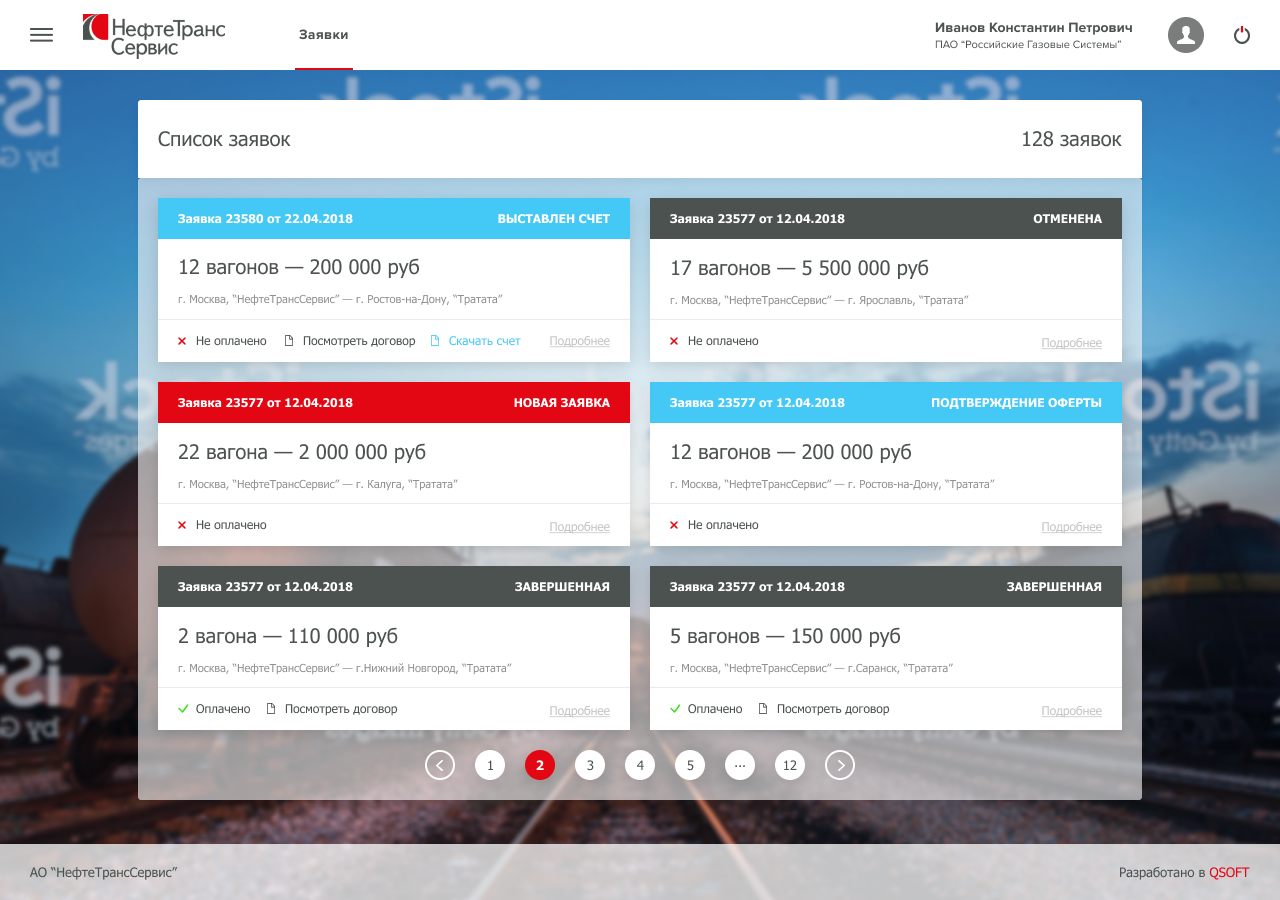 НефтеТранс
Сервис
Заявки
Иванов Константин Петрович
ПАО “Российские Газовые Системы”
Список заявок
128 заявок
Заявка 23580 от 22.04.2018
ВЫСТАВЛЕН СЧЕТ
12 вагонов — 200 000 руб
г. Москва, “НефтеТрансСервис” — г. Ростов-на-Дону, “Тратата”
Не оплачено
Посмотреть договор
Скачать счет
Подробнее
Заявка 23577 от 12.04.2018
ОТМЕНЕНА
17 вагонов — 5 500 000 руб
г. Москва, “НефтеТрансСервис” — г. Ярославль, “Тратата”
Не оплачено
Подробнее
Заявка 23577 от 12.04.2018
НОВАЯ ЗАЯВКА
22 вагона — 2 000 000 руб
г. Москва, “НефтеТрансСервис” — г. Калуга, “Тратата”
Не оплачено
Подробнее
Заявка 23577 от 12.04.2018
ПОДТВЕРЖДЕНИЕ ОФЕРТЫ
12 вагонов — 200 000 руб
г. Москва, “НефтеТрансСервис” — г. Ростов-на-Дону, “Тратата”
Не оплачено
Подробнее
Заявка 23577 от 12.04.2018
ЗАВЕРШЕННАЯ
2 вагона — 110 000 руб
г. Москва, “НефтеТрансСервис” — г.Нижний Новгород, “Тратата”
Оплачено
Посмотреть договор
Подробнее
Заявка 23577 от 12.04.2018
ЗАВЕРШЕННАЯ
5 вагонов — 150 000 руб
г. Москва, “НефтеТрансСервис” — г.Саранск, “Тратата”
Оплачено
Посмотреть договор
Подробнее
1 2 3 4 5 ... 12
iStock
by Getty Images
АО “НефтеТрансСервис”
Разработано в QSOFT